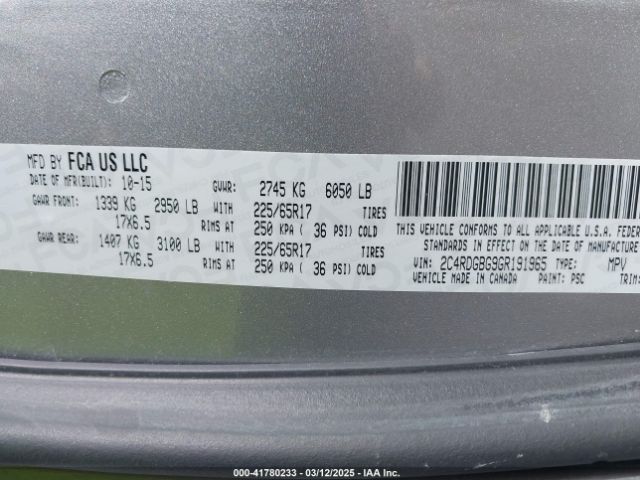 MFD BY FCA US LLC
DATE OF MFR(BUILT): 10-15 GVWR: 2745 KG 6050 LB
GAWR FRONT: 1339 KG 2950 LB WITH 225/65R17 TIRES
17X6.5 RIMS AT 250 KPA ( 36 PSI) COLD
GAWR REAR: 1407 KG 3100 LB WITH 225/65R17 TIRES
17X6.5 RIMS AT 250 KPA ( 36 PSI) COLD
THIS VEHICLE CONFORMS TO ALL APPLICABLE U.S.A. FEDER
STANDARDS IN EFFECT ON THE DATE OF MANUFACTURE
VIN: 2C4RDGBG9GR191965 TYPE: MPV
VEHICLE MADE IN CANADA PAINT: PSC TRIM:
© 41780233 - 03/12/2025 - IAA Inc.